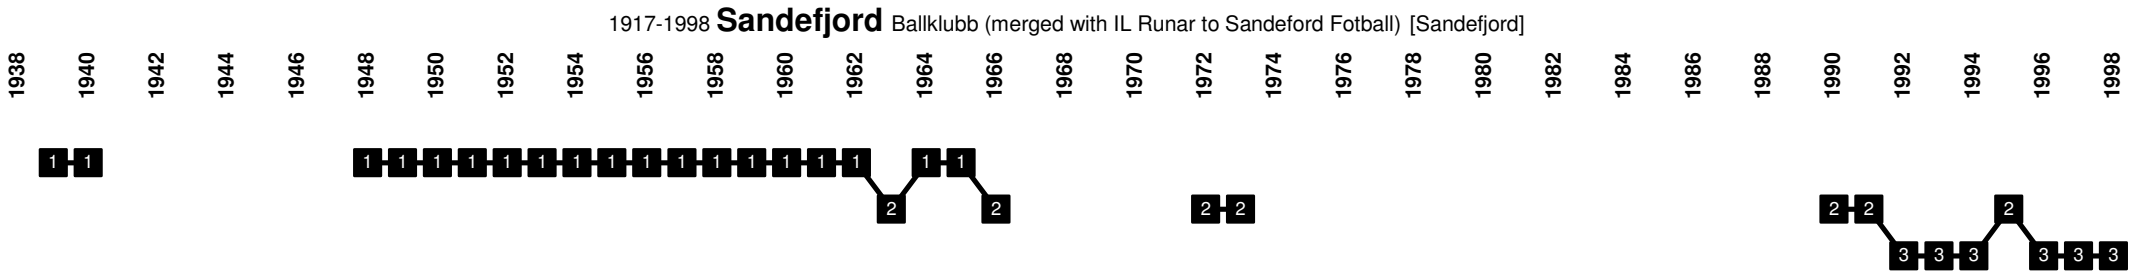 1917-1998 Sandefjord Ballklubb (merged with IL Runar to Sandeford Fotball) [Sandefjord]
1938 1940 1942 1944 1946 1948 1950 1952 1954 1956 1958 1960 1962 1964 1966 1968 1970 1972 1974 1976 1978 1980 1982 1984 1986 1988 1990 1992 1994 1996 1998
1 1 1 1 1 1 1 1 1 1 1 1 1 1 1 1 1 1 1
2 2 2 2 2 2 2
3 3 3 3 3 3